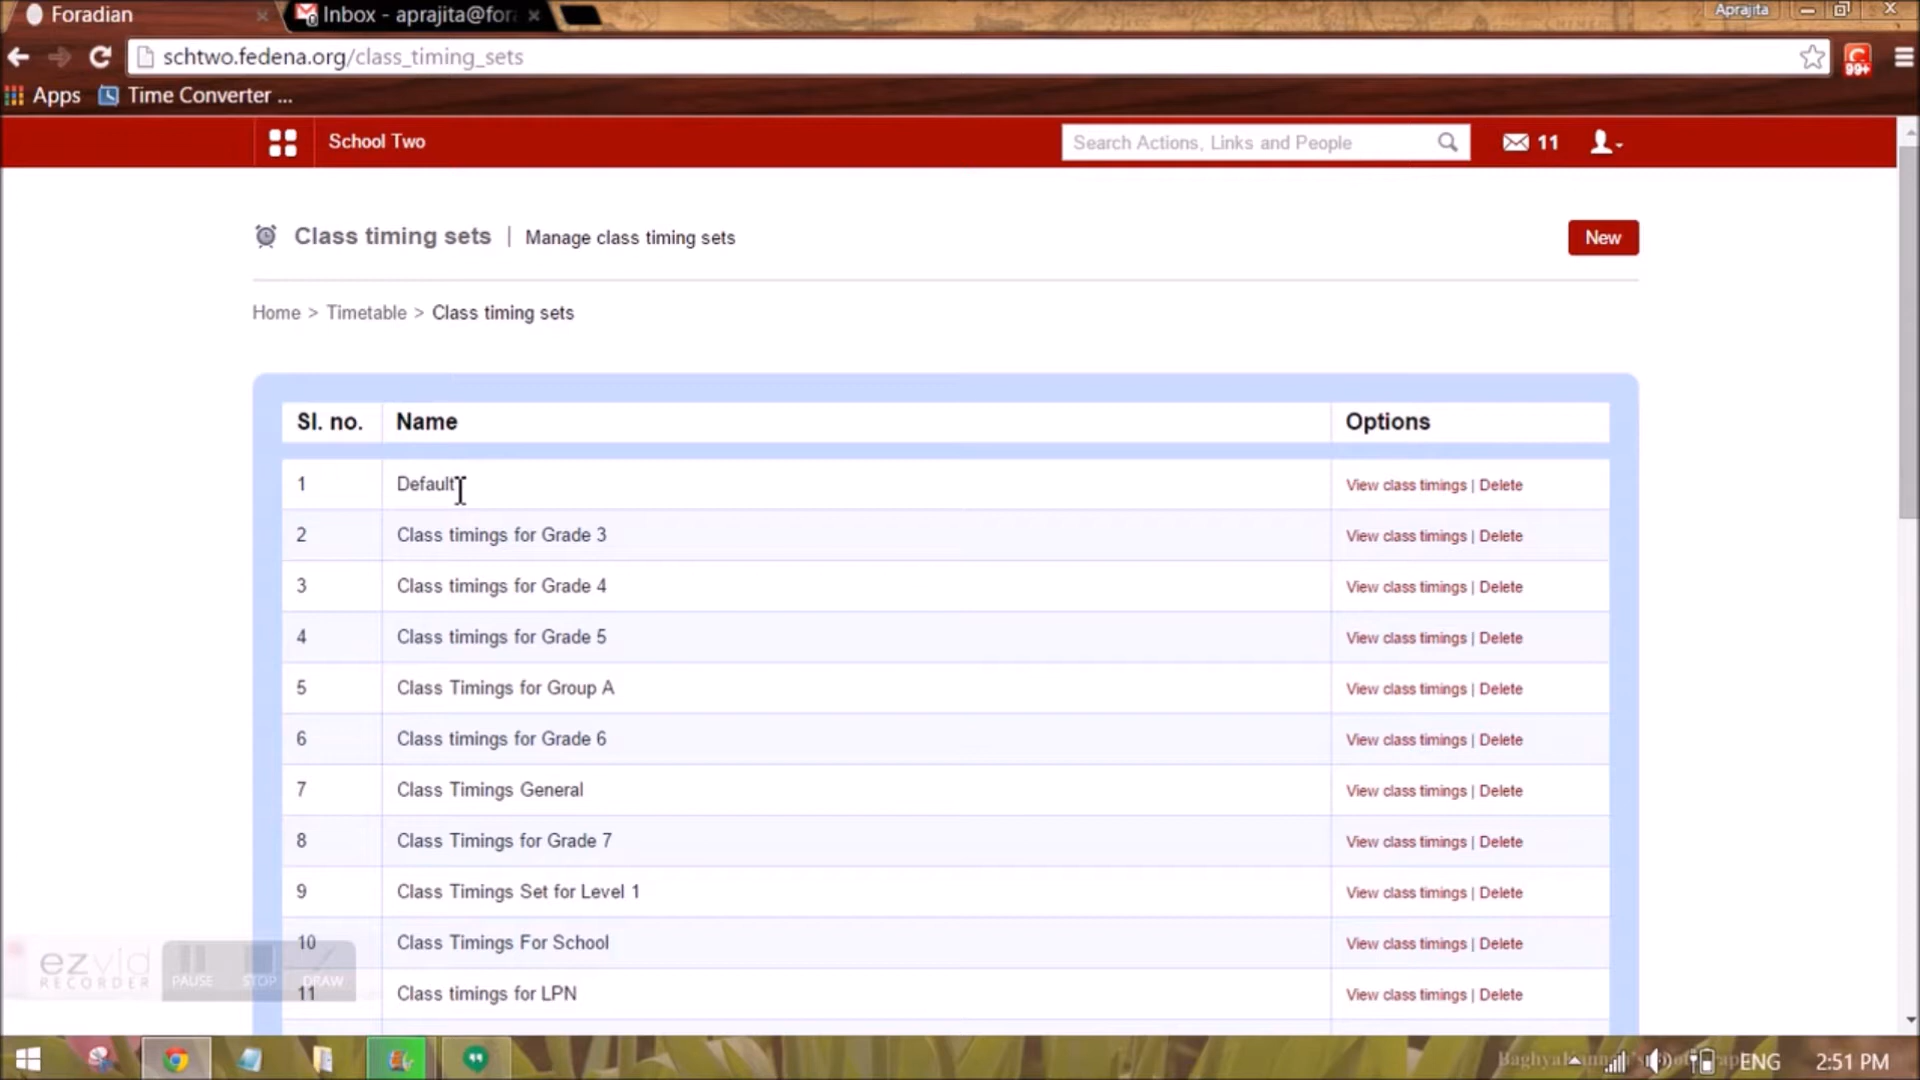 Foradian
Inbox - aprajita@for
Aprajita
schtwo.fedena.org/class_timing_sets
99+
Apps
Time Converter ...
School Two
Search Actions, Links and People
11
Class timing sets | Manage class timing sets
New
Home > Timetable > Class timing sets
Sl. no. Name Options
1 Default View class timings | Delete
2 Class timings for Grade 3 View class timings | Delete
3 Class timings for Grade 4 View class timings | Delete
4 Class timings for Grade 5 View class timings | Delete
5 Class Timings for Group A View class timings | Delete
6 Class timings for Grade 6 View class timings | Delete
7 Class Timings General View class timings | Delete
8 Class Timings for Grade 7 View class timings | Delete
9 Class Timings Set for Level 1 View class timings | Delete
10 Class Timings For School View class timings | Delete
11 Class timings for LPN View class timings | Delete
ezvid
RECORDER
PAUSE STOP DRAW
ENG
2:51 PM